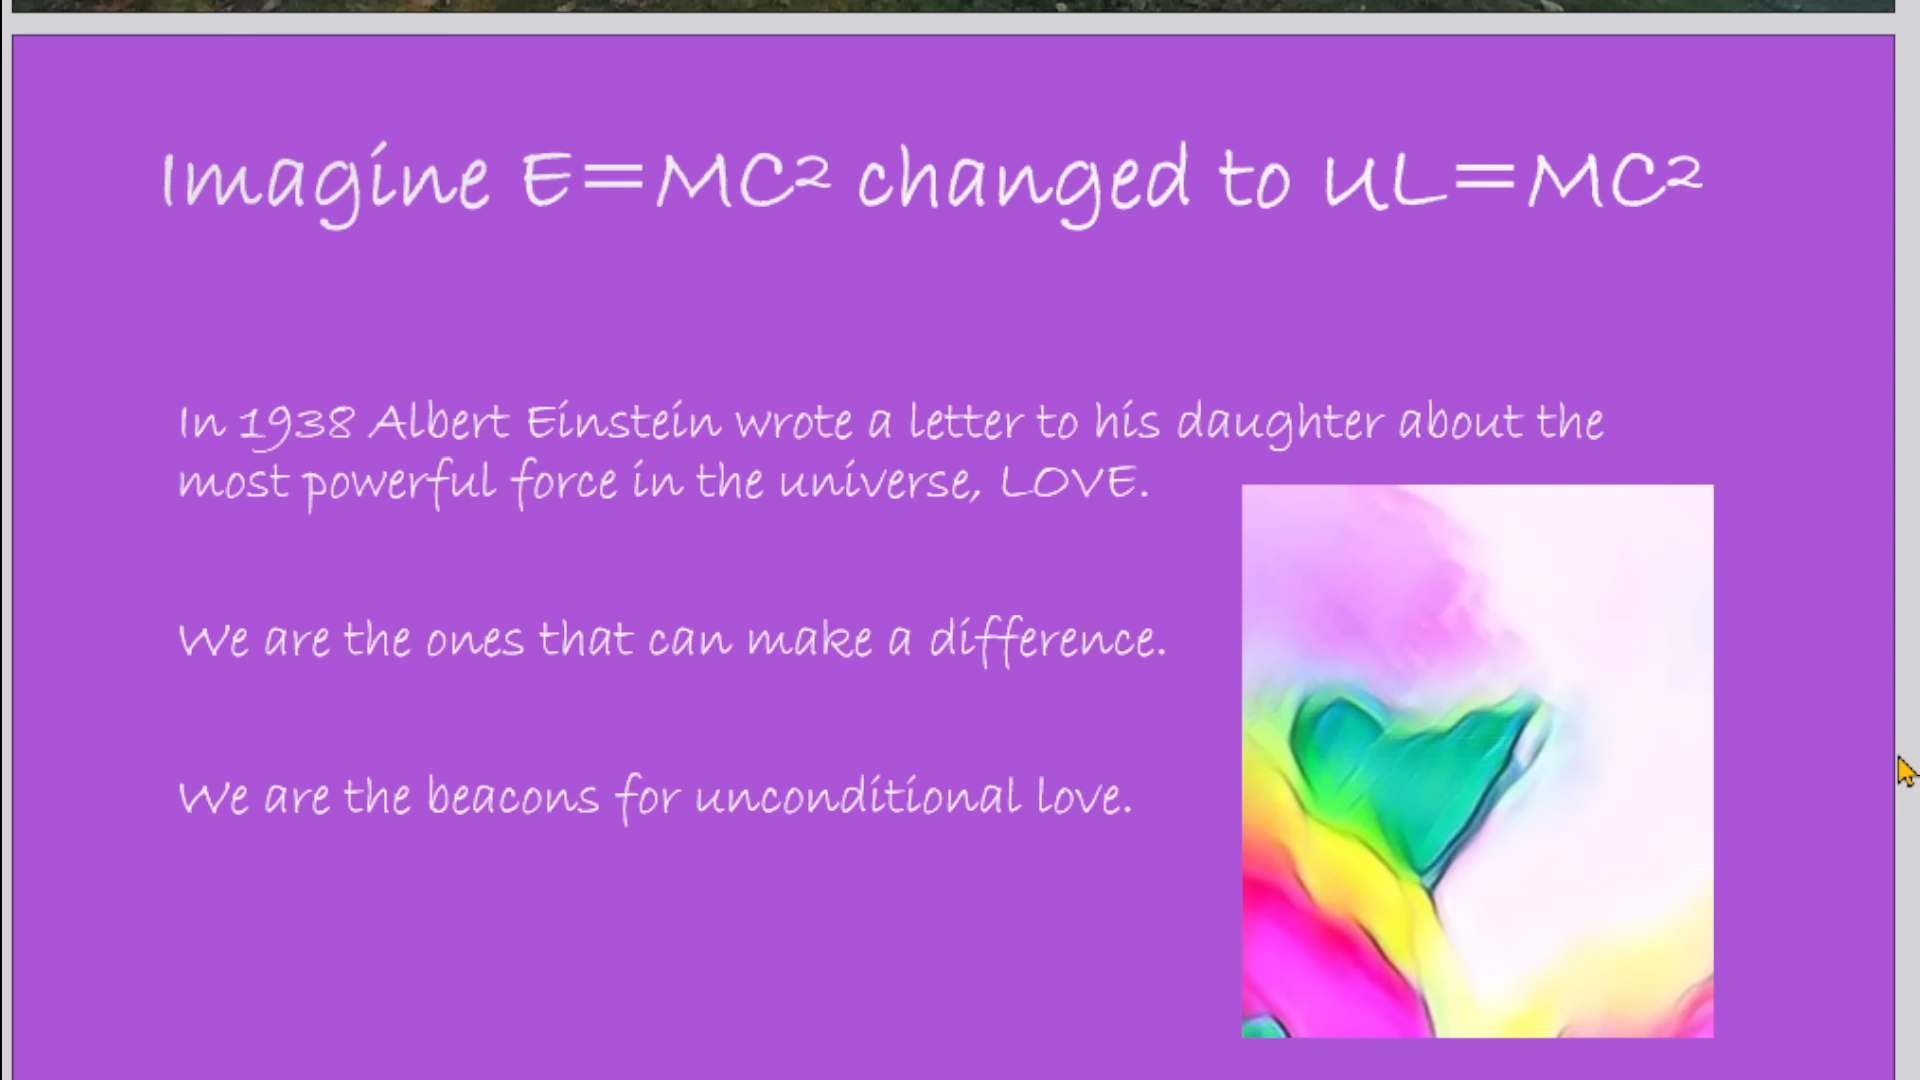 Imagine E=MC² changed to UL=MC²
In 1938 Albert Einstein wrote a letter to his daughter about the
most powerful force in the universe, LOVE.
We are the ones that can make a difference.
We are the beacons for unconditional love.